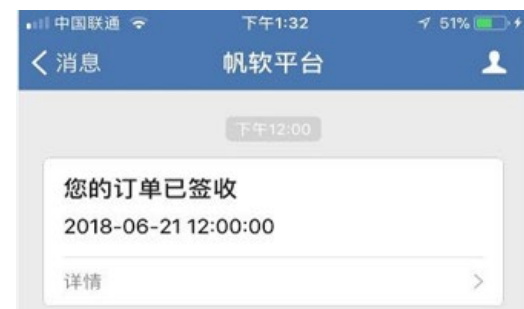 中国联通 下午1:32 51%
消息 帆软平台
下午12:00
您的订单已签收
2018-06-21 12:00:00
详情